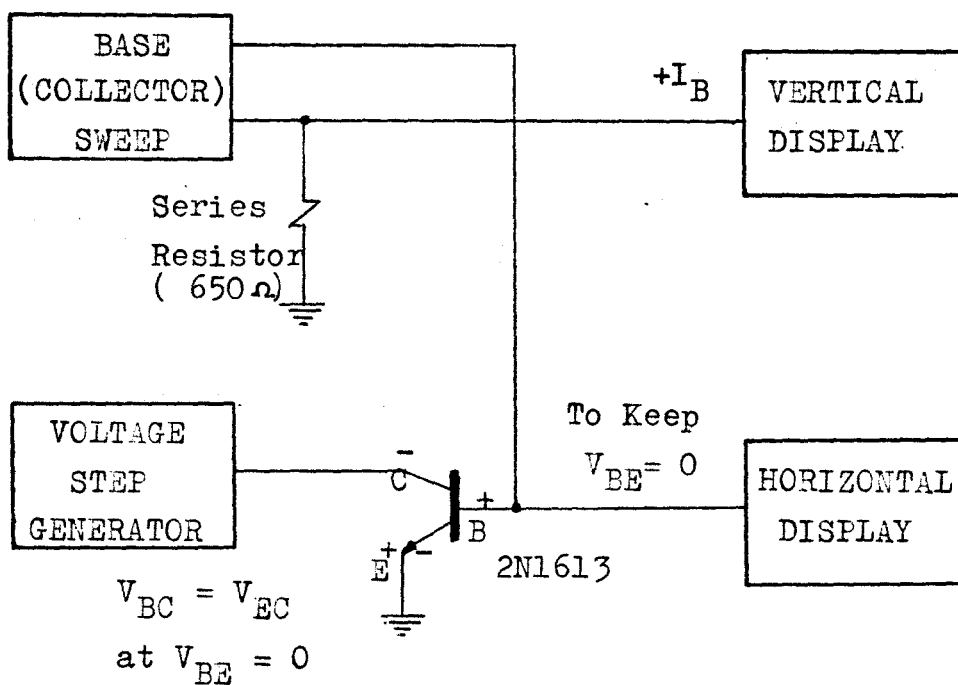 BASE
(COLLECTOR)
SWEEP
+I_B
VERTICAL
DISPLAY
Series
Resistor
( 650Ω)
VOLTAGE
STEP
GENERATOR
To Keep
V_BE = 0
HORIZONTAL
DISPLAY
-
C
+
B
E
+
-
2N1613
V_BC = V_EC
at V_BE = 0